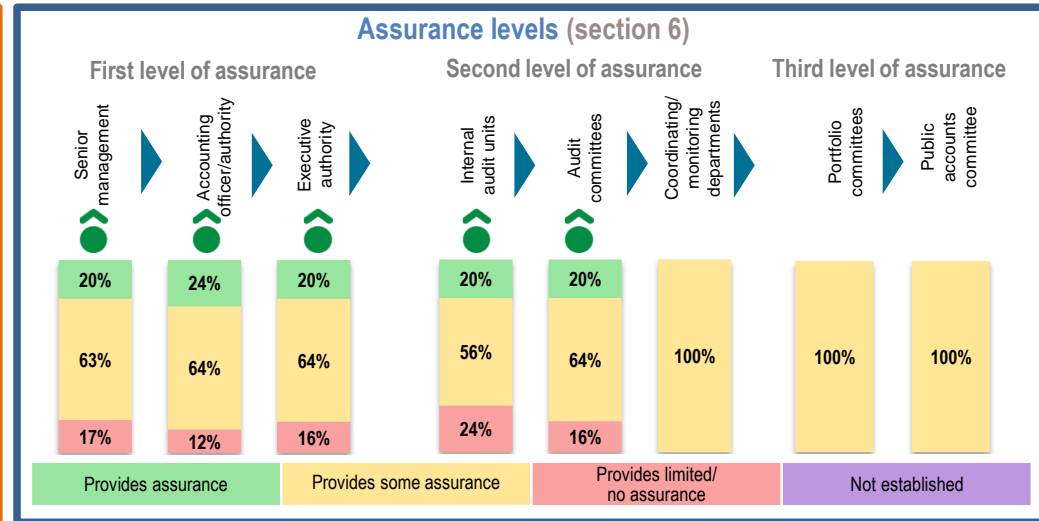 Assurance levels (section 6)
First level of assurance
Second level of assurance
Third level of assurance
Senior
management
Accounting
officer/authority
Executive
authority
Internal
audit units
Audit
committees
Coordinating/
monitoring
departments
Portfolio
committees
Public
accounts
committee
20%
24%
20%
20%
20%
63%
64%
64%
56%
64%
100%
100%
100%
17%
12%
16%
24%
16%
Provides assurance
Provides some assurance
Provides limited/
no assurance
Not established